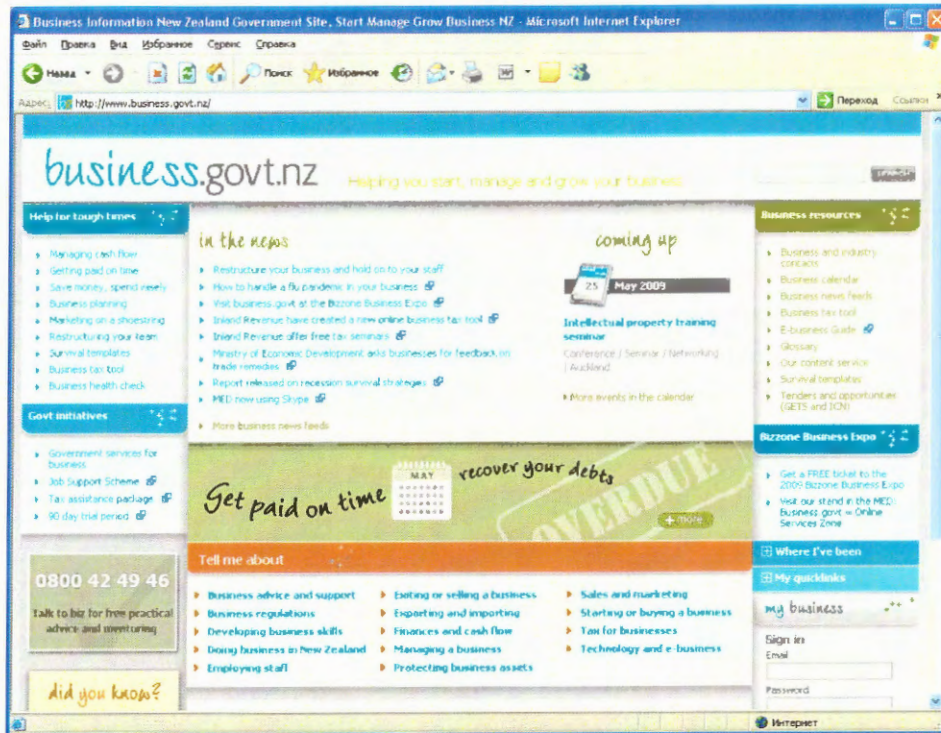 Business Information New Zealand Government Site, Start Manage Grow Business NZ - Microsoft Internet Explorer
Файл Правка Вид Избранное Сервис Справка
Назад Поиск Избранное
Адрес: http://www.business.govt.nz/ Переход Ссылки »
business.govt.nz Helping you start, manage and grow your business
Help for tough times
Managing cash flow
Getting paid on time
Save money, spend wisely
Business planning
Marketing on a shoestring
Restructuring your team
Survival templates
Business tax tool
Business health check
Govt initiatives
Government services for
business
Job Support Scheme
Tax assistance package
90 day trial period
0800 42 49 46
Talk to biz for free practical
advice and mentoring
did you know?
in the news
Restructure your business and hold on to your staff
How to handle a flu pandemic in your business
Visit business.govt at the Bizzone Business Expo
Inland Revenue have created a new online business tax tool
Inland Revenue offer free tax seminars
Ministry of Economic Development asks businesses for feedback on
trade remedies
Report released on recession survival strategies
MED now using Skype
More business news feeds
coming up
25 May 2009
Intellectual property training
seminar
Conference / Seminar / Networking
| Auckland
More events in the calendar
Get paid on time
MAY
recover your debts
OVERDUE
+ more
Tell me about
Business advice and support
Business regulations
Developing business skills
Doing business in New Zealand
Employing staff
Exiting or selling a business
Exporting and importing
Finances and cash flow
Managing a business
Protecting business assets
Sales and marketing
Starting or buying a business
Tax for businesses
Technology and e-business
Business resources
Business and industry
contacts
Business calendar
Business news feeds
Business tax tool
E-business Guide
Glossary
Our content service
Survival templates
Tenders and opportunities
(GETS and ICN)
Bizzone Business Expo
Get a FREE ticket to the
2009 Bizzone Business Expo
Visit our stand in the MED
Business.govt - Online
Services Zone
Where I've been
My quicklinks
my business
Sign in
Email
Password
Интернет